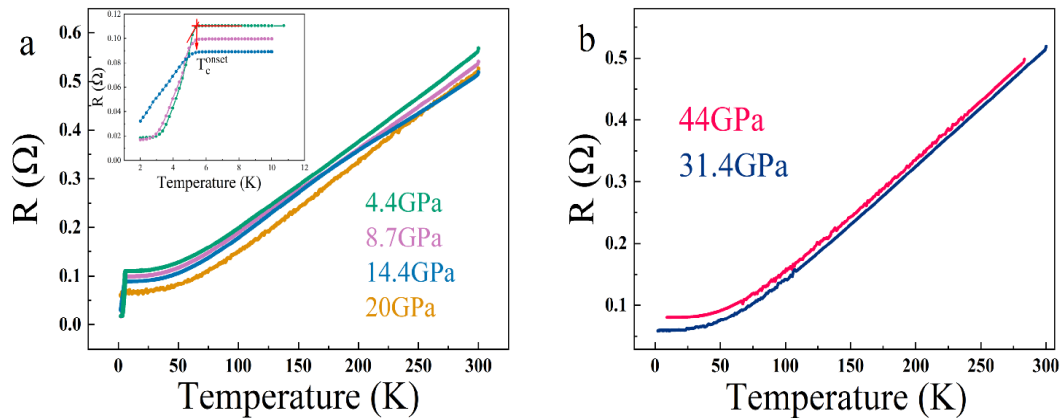 a
R (Ω)
0.6
0.5
0.4
0.3
0.2
0.1
0.0
0 50 100 150 200 250 300
Temperature (K)
4.4GPa
8.7GPa
14.4GPa
20GPa
R (Ω)
0.12
0.10
0.08
0.06
0.04
0.02
0.00
2 4 6 8 10 12
Temperature (K)
T_c^onset
b
R (Ω)
0.5
0.4
0.3
0.2
0.1
0 50 100 150 200 250 300
Temperature (K)
44GPa
31.4GPa